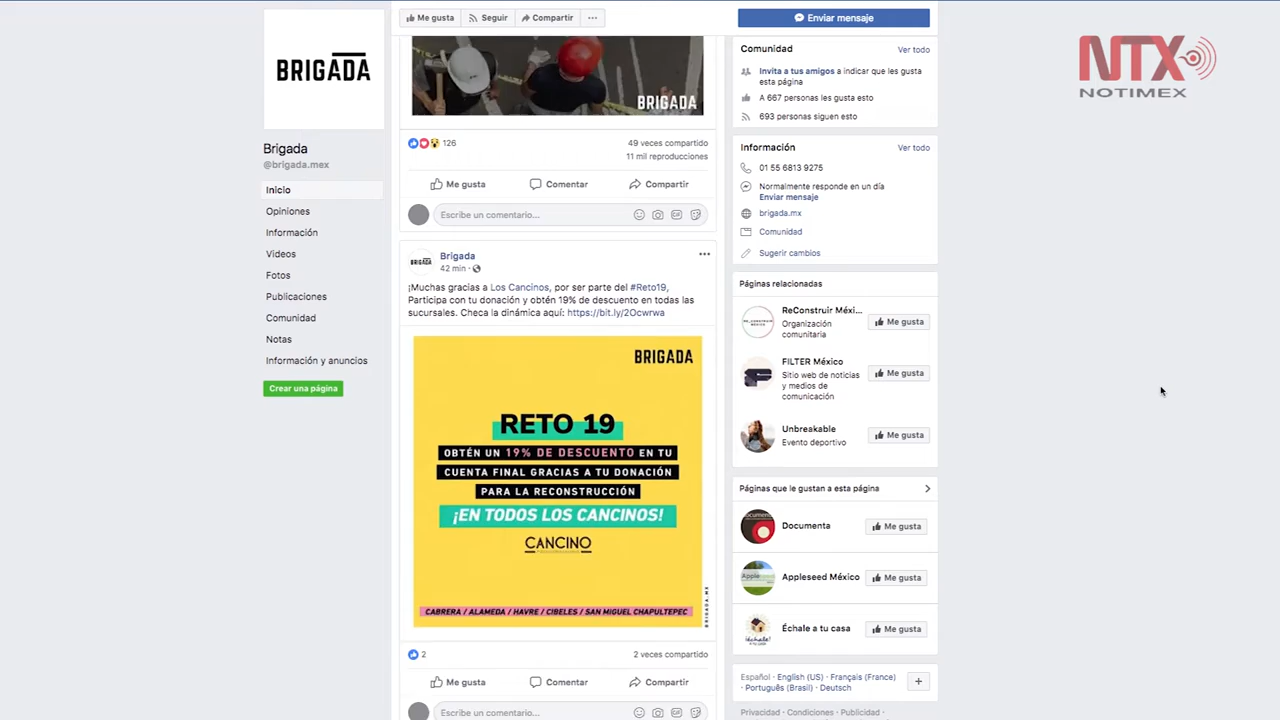 Me gusta
Seguir
Compartir
Enviar mensaje
BRIGADA
Brigada
@brigada.mex
Inicio
Opiniones
Información
Videos
Fotos
Publicaciones
Comunidad
Notas
Información y anuncios
Crear una página
BRIGADA
126
49 veces compartido
11 mil reproducciones
Me gusta
Comentar
Compartir
Escribe un comentario...
BRIGADA
Brigada
42 min ·
¡Muchas gracias a Los Cancinos, por ser parte del #Reto19,
Participa con tu donación y obtén 19% de descuento en todas las
sucursales. Checa la dinámica aquí: https://bit.ly/2Ocwrwa
BRIGADA
RETO 19
OBTÉN UN 19% DE DESCUENTO EN TU
CUENTA FINAL GRACIAS A TU DONACIÓN
PARA LA RECONSTRUCCIÓN
¡EN TODOS LOS CANCINOS!
CANCINO
CABRERA / ALAMEDA / HAVRE / CIBELES / SAN MIGUEL CHAPULTEPEC
BRIGADA.MX
2
2 veces compartido
Me gusta
Comentar
Compartir
Escribe un comentario...
Comunidad
Ver todo
Invita a tus amigos a indicar que les gusta
esta página
A 667 personas les gusta esto
693 personas siguen esto
Información
Ver todo
01 55 6813 9275
Normalmente responde en un día
Enviar mensaje
brigada.mx
Comunidad
Sugerir cambios
Páginas relacionadas
ReConstruir Méxi...
Organización
comunitaria
Me gusta
FILTER México
Sitio web de noticias
y medios de
comunicación
Me gusta
Unbreakable
Evento deportivo
Me gusta
Páginas que le gustan a esta página
Documenta
Me gusta
Appleseed México
Me gusta
Échale a tu casa
Me gusta
Español · English (US) · Français (France)
· Português (Brasil) · Deutsch
Privacidad · Condiciones · Publicidad ·
NTX
NOTIMEX